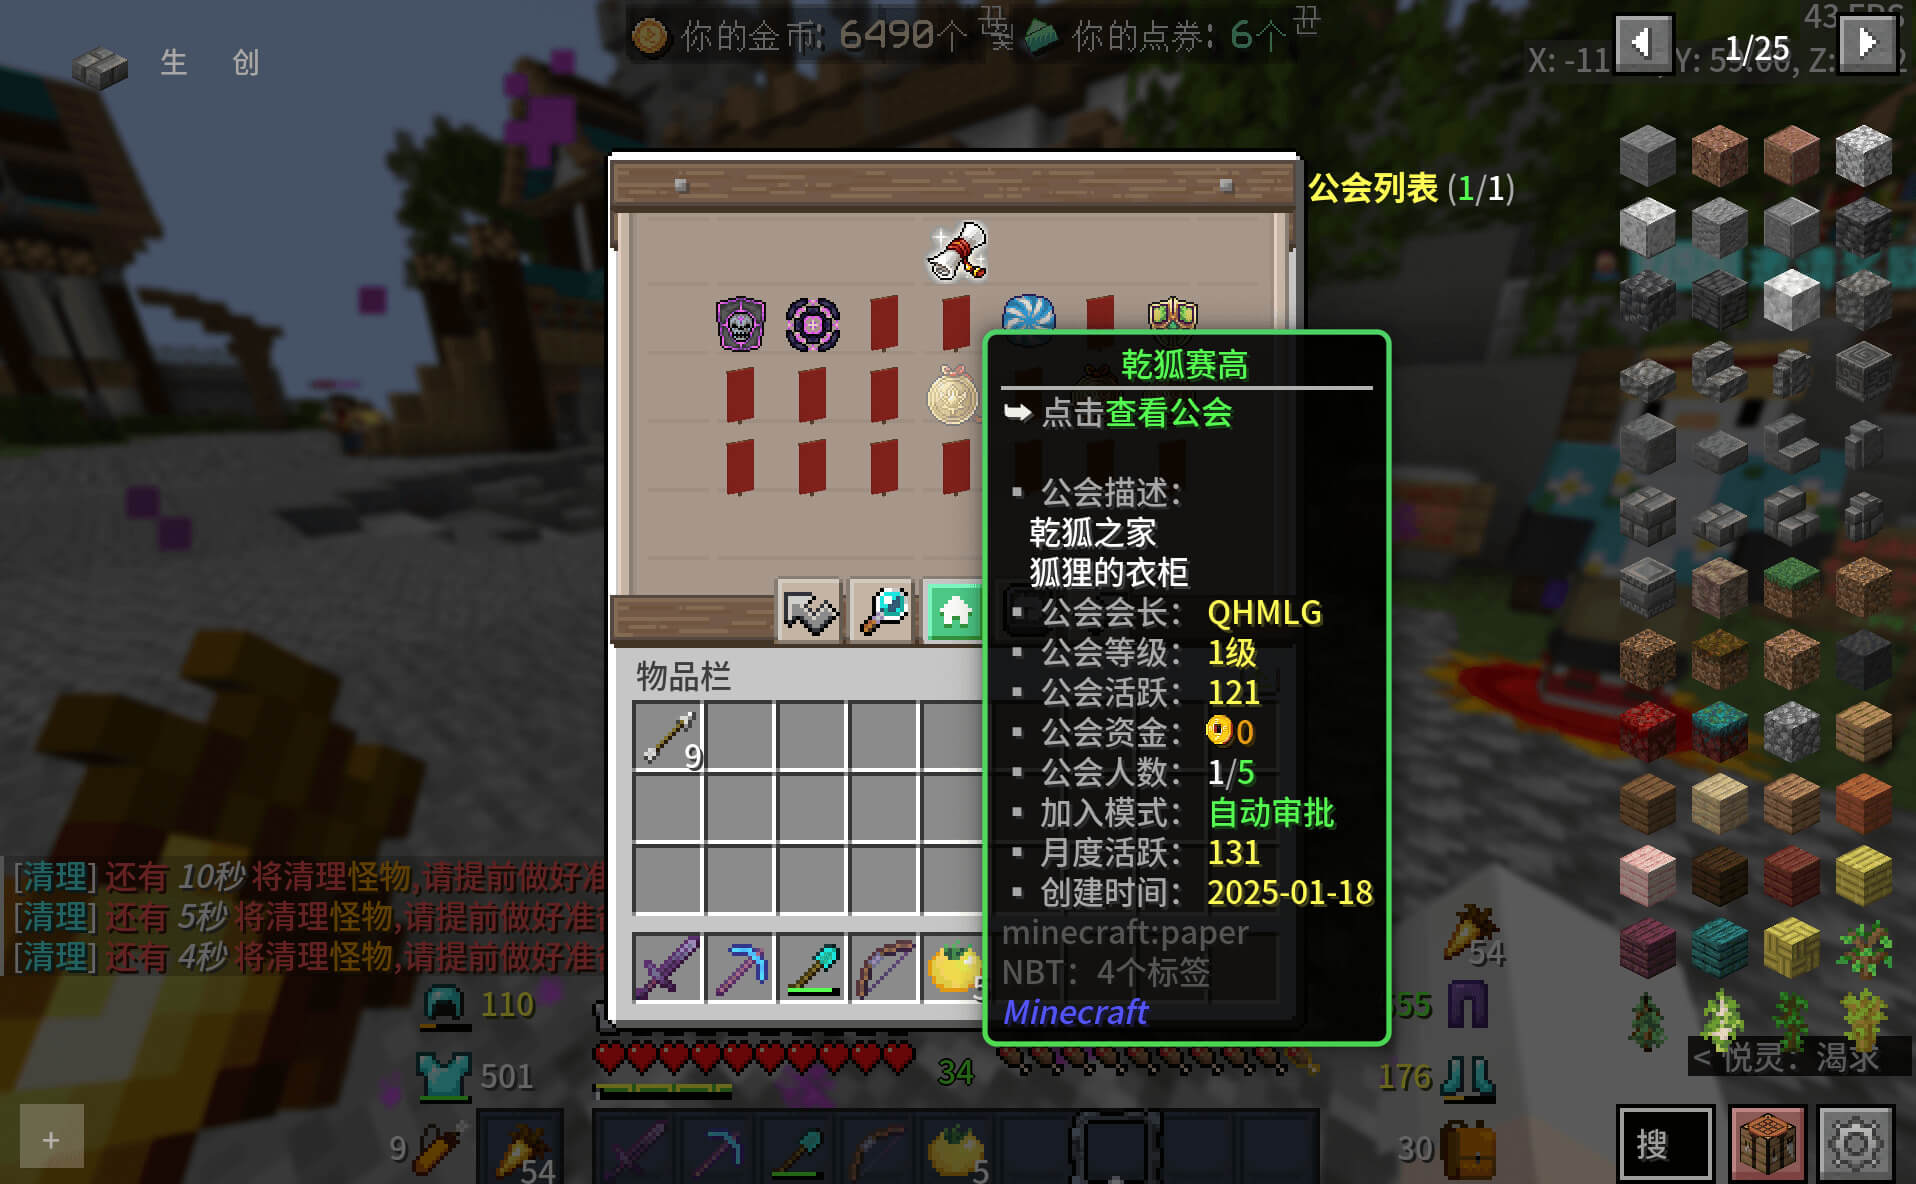 你的金币: 6490个
你的点券: 6个
43 FPS
生 创
1/25
公会列表 (1/1)
乾狐赛高
点击查看公会
公会描述:
乾狐之家
狐狸的衣柜
公会会长: QHMLG
公会等级: 1级
公会活跃: 121
公会资金: 0
公会人数: 1/5
加入模式: 自动审批
月度活跃: 131
创建时间: 2025-01-18
minecraft:paper
NBT: 4个标签
Minecraft
物品栏
9
5
[清理] 还有 10秒 将清理怪物,请提前做好准
[清理] 还有 5秒 将清理怪物,请提前做好准
[清理] 还有 4秒 将清理怪物,请提前做好准
110
501
9
54
34
54
176
30
5
< 悦灵: 渴求
搜
+